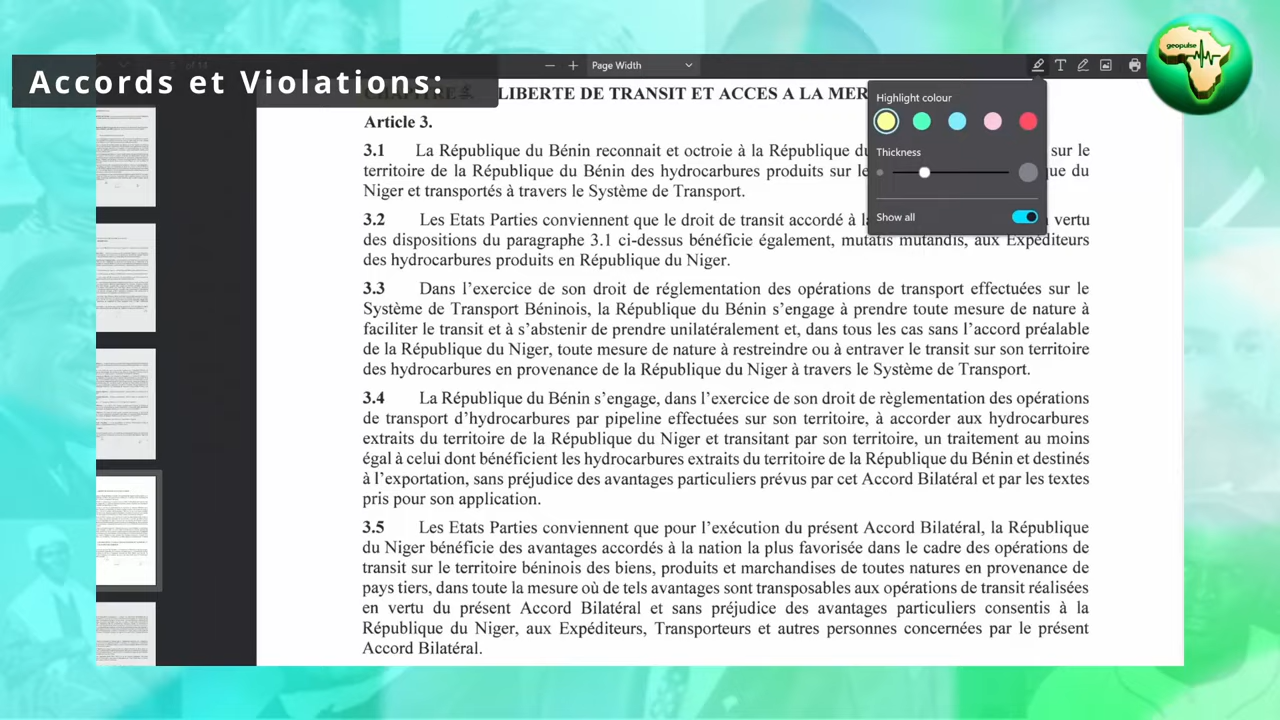 Accords et Violations:
geopulse
Page Width
LIBERTE DE TRANSIT ET ACCES A LA MER
Highlight colour
Thickness
Show all
Article 3.
3.1 La République du Bénin reconnait et octroie à la République du sur le
territoire de la République du Bénin des hydrocarbures produits sur le que du
Niger et transportés à travers le Système de Transport.
3.2 Les Etats Parties conviennent que le droit de transit accordé à la vertu
des dispositions du paragraphe 3.1 ci-dessus bénéficie également, mutatis mutandis, aux Expéditeurs
des hydrocarbures produits en République du Niger.
3.3 Dans l’exercice de son droit de réglementation des opérations de transport effectuées sur le
Système de Transport Béninois, la République du Bénin s’engage à prendre toute mesure de nature à
faciliter le transit et à s’abstenir de prendre unilatéralement et, dans tous les cas sans l’accord préalable
de la République du Niger, toute mesure de nature à restreindre ou à entraver le transit sur son territoire
des hydrocarbures en provenance de la République du Niger à travers le Système de Transport.
La République du Bénin s’engage, dans l’exercice de son droit de réglementation des opérations
de transport d’hydrocarbures par pipeline effectuées sur son territoire, à accorder aux hydrocarbures
extraits du territoire de la République du Niger et transitant par son territoire, un traitement au moins
égal à celui dont bénéficient les hydrocarbures extraits du territoire de la République du Bénin et destinés
à l’exportation, sans préjudice des avantages particuliers prévus par cet Accord Bilatéral et par les textes
pris pour son application.
Les Etats Parties conviennent que pour l’exécution du présent Accord Bilatéral, la République
du Niger bénéficie des avantages accordés à la nation la plus favorisée dans le cadre des opérations de
transit sur le territoire béninois des biens, produits et marchandises de toutes natures en provenance de
pays tiers, dans toute la mesure où de tels avantages sont transposables aux opérations de transit réalisées
en vertu du présent Accord Bilatéral et sans préjudice des avantages particuliers consentis à la
République du Niger, aux Expéditeurs, Transporteurs et autres personnes concernées par le présent
Accord Bilatéral.